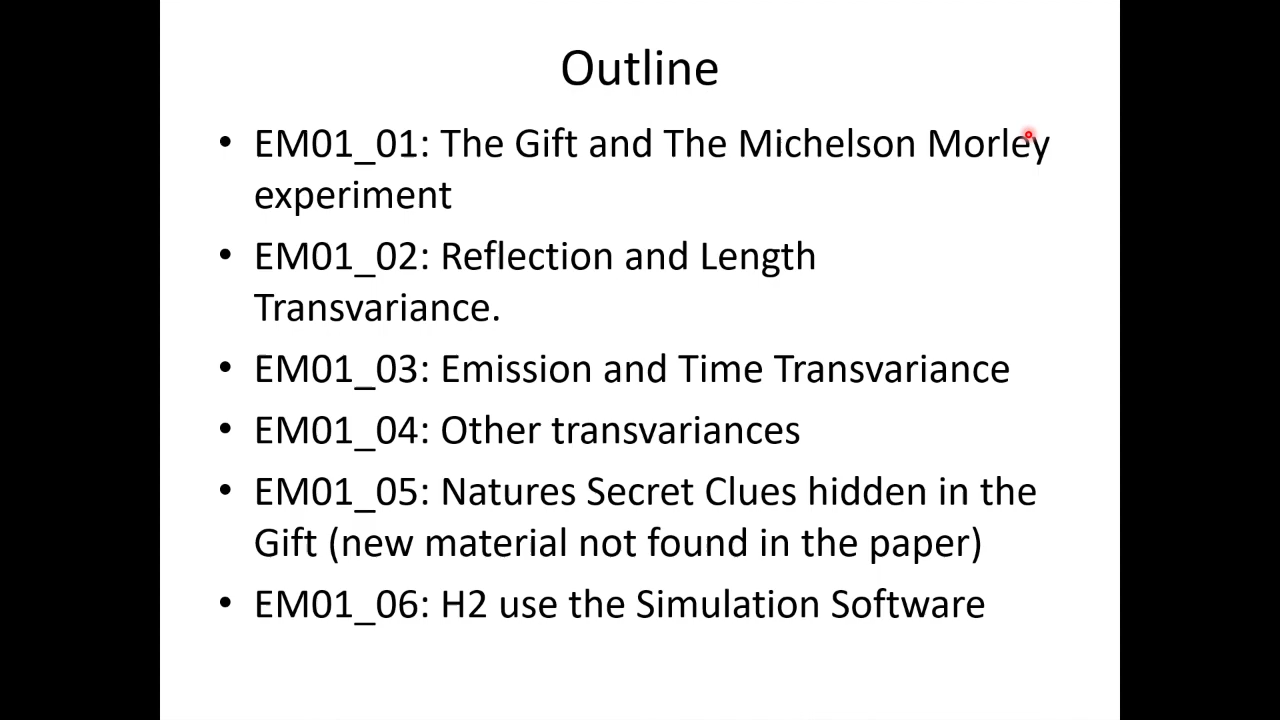 Outline
• EM01_01: The Gift and The Michelson Morley
experiment
• EM01_02: Reflection and Length
Transvariance.
• EM01_03: Emission and Time Transvariance
• EM01_04: Other transvariances
• EM01_05: Natures Secret Clues hidden in the
Gift (new material not found in the paper)
• EM01_06: H2 use the Simulation Software